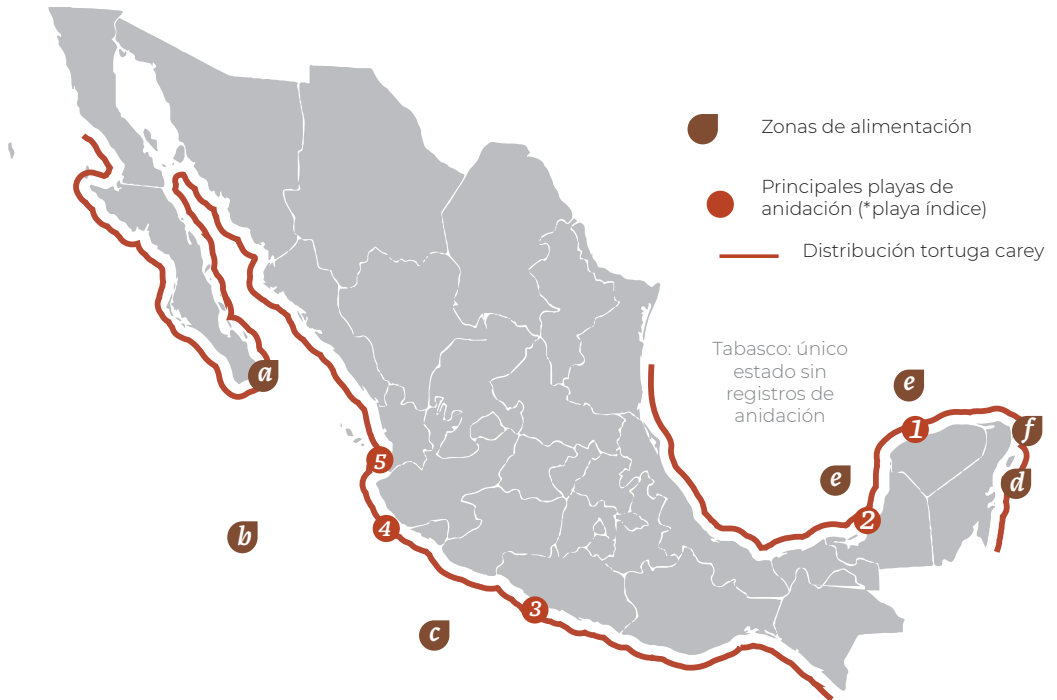 Zonas de alimentación
Principales playas de
anidación (*playa índice)
Distribución tortuga carey
Tabasco: único
estado sin
registros de
anidación
a
b
c
e
e
f
d
1
2
3
4
5